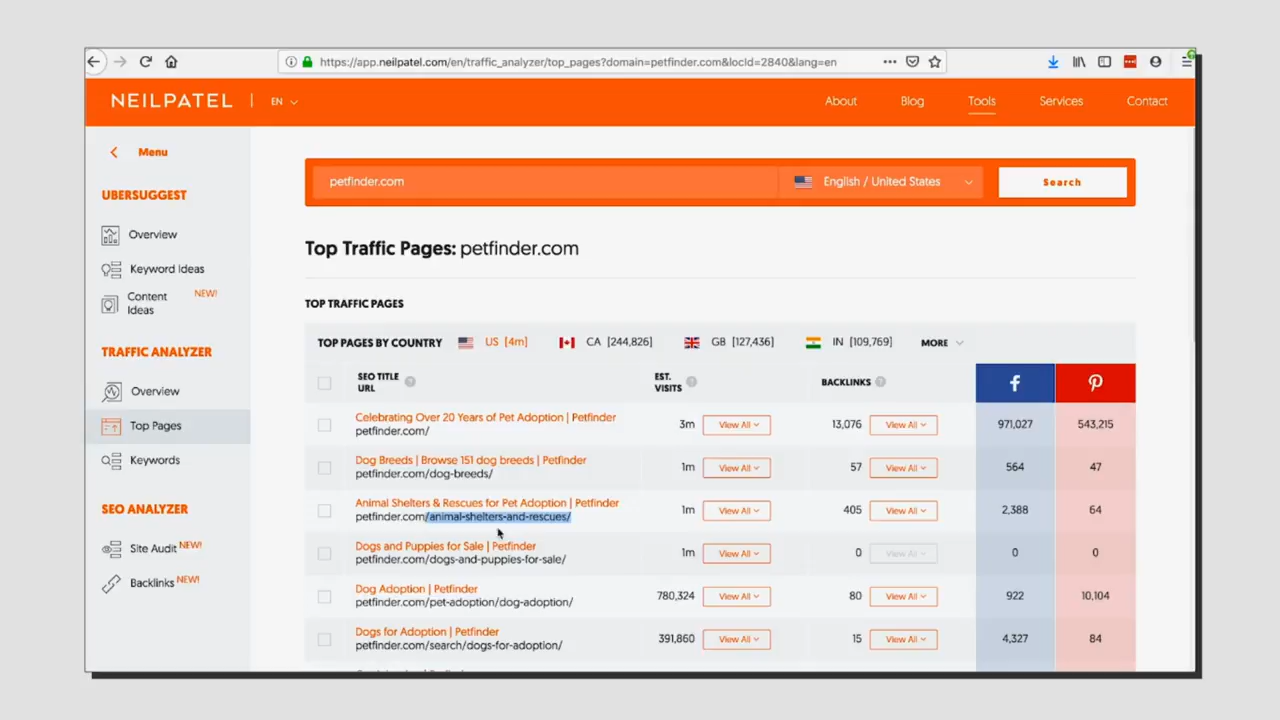 https://app.neilpatel.com/en/traffic_analyzer/top_pages?domain=petfinder.com&locId=2840&lang=en
NEILPATEL | EN
About Blog Tools Services Contact
Menu
UBERSUGGEST
Overview
Keyword Ideas
Content Ideas NEW!
TRAFFIC ANALYZER
Overview
Top Pages
Keywords
SEO ANALYZER
Site Audit NEW!
Backlinks NEW!
petfinder.com English / United States Search
Top Traffic Pages: petfinder.com
TOP TRAFFIC PAGES
TOP PAGES BY COUNTRY US [4m] CA [244,826] GB [127,436] IN [109,769] MORE
SEO TITLE
URL
EST.
VISITS
BACKLINKS
Celebrating Over 20 Years of Pet Adoption | Petfinder
petfinder.com/
3m View All 13,076 View All 971,027 543,215
Dog Breeds | Browse 151 dog breeds | Petfinder
petfinder.com/dog-breeds/
1m View All 57 View All 564 47
Animal Shelters & Rescues for Pet Adoption | Petfinder
petfinder.com/animal-shelters-and-rescues/
1m View All 405 View All 2,388 64
Dogs and Puppies for Sale | Petfinder
petfinder.com/dogs-and-puppies-for-sale/
1m View All 0 View All 0 0
Dog Adoption | Petfinder
petfinder.com/pet-adoption/dog-adoption/
780,324 View All 80 View All 922 10,104
Dogs for Adoption | Petfinder
petfinder.com/search/dogs-for-adoption/
391,860 View All 15 View All 4,327 84